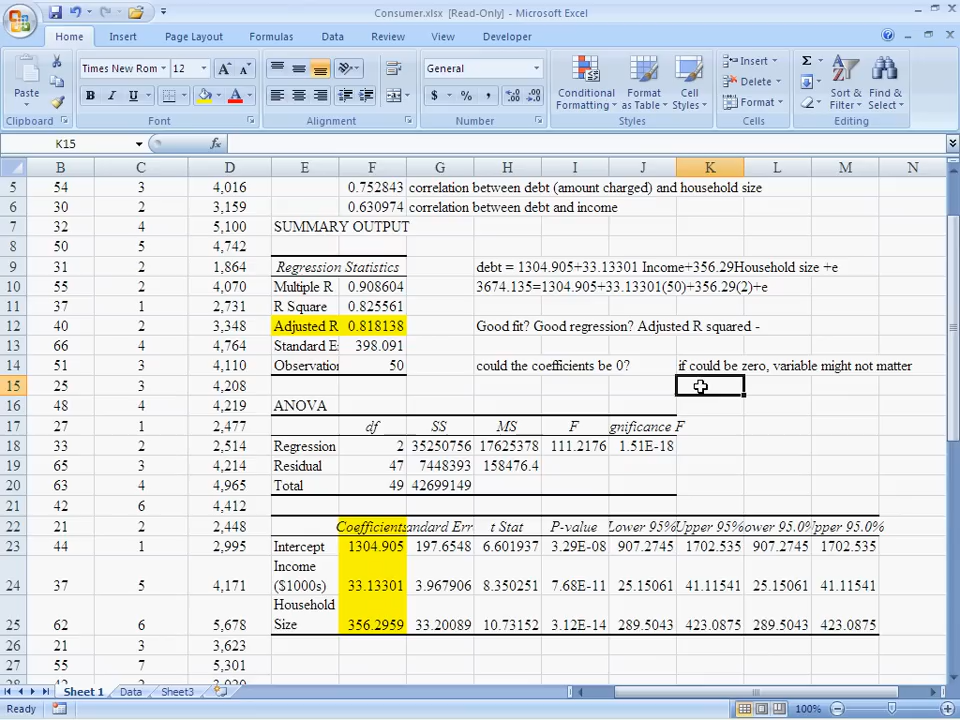 Consumer.xlsx [Read-Only] - Microsoft Excel
Home Insert Page Layout Formulas Data Review View Developer
Paste
Clipboard
Times New Rom 12
B I U
Font
Alignment
General
$ % ,
Number
Conditional Formatting
Format as Table
Cell Styles
Styles
Insert
Delete
Format
Cells
Sort & Filter
Find & Select
Editing
K15 fx
B C D E F G H I J K L M N
5 54 3 4,016 0.752843 correlation between debt (amount charged) and household size
6 30 2 3,159 0.630974 correlation between debt and income
7 32 4 5,100 SUMMARY OUTPUT
8 50 5 4,742
9 31 2 1,864 Regression Statistics debt = 1304.905+33.13301 Income+356.29Household size +e
10 55 2 4,070 Multiple R 0.908604 3674.135=1304.905+33.13301(50)+356.29(2)+e
11 37 1 2,731 R Square 0.825561
12 40 2 3,348 Adjusted R 0.818138 Good fit? Good regression? Adjusted R squared -
13 66 4 4,764 Standard E 398.091
14 51 3 4,110 Observation 50 could the coefficients be 0? if could be zero, variable might not matter
15 25 3 4,208
16 48 4 4,219 ANOVA
17 27 1 2,477 df SS MS F gnificance F
18 33 2 2,514 Regression 2 35250756 17625378 111.2176 1.51E-18
19 65 3 4,214 Residual 47 7448393 158476.4
20 63 4 4,965 Total 49 42699149
21 42 6 4,412
22 21 2 2,448 Coefficients andard Err t Stat P-value Lower 95% Upper 95% ower 95.0% pper 95.0%
23 44 1 2,995 Intercept 1304.905 197.6548 6.601937 3.29E-08 907.2745 1702.535 907.2745 1702.535
24 37 5 4,171 Income ($1000s) 33.13301 3.967906 8.350251 7.68E-11 25.15061 41.11541 25.15061 41.11541
25 62 6 5,678 Household Size 356.2959 33.20089 10.73152 3.12E-14 289.5043 423.0875 289.5043 423.0875
26 21 3 3,623
27 55 7 5,301
Sheet 1 Data Sheet3
Ready 100%